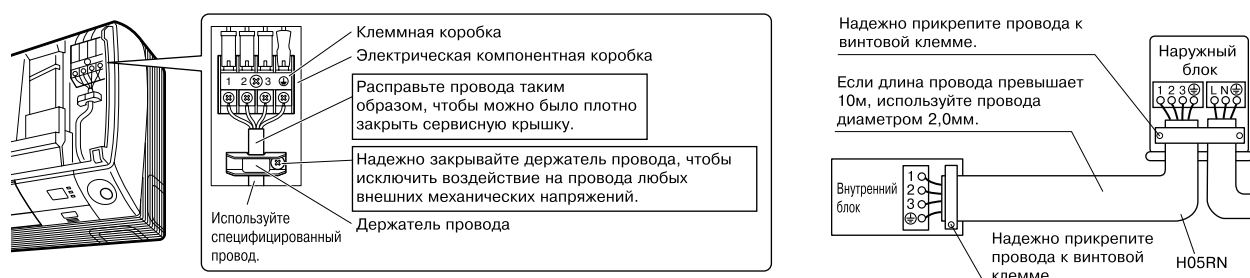 Клеммная коробка
Электрическая компонентная коробка
1 2 3
Расправьте провода таким
образом, чтобы можно было плотно
закрыть сервисную крышку.
Надежно закрывайте держатель провода, чтобы
исключить воздействие на провода любых
внешних механических напряжений.
Держатель провода
Используйте
специфицированный
провод.
Надежно прикрепите провода к
винтовой клемме.
Если длина провода превышает
10м, используйте провода
диаметром 2,0мм.
Наружный
блок
1 2 3
L N
Внутренний
блок
1
2
3
Надежно прикрепите
провода к винтовой
клемме
H05RN